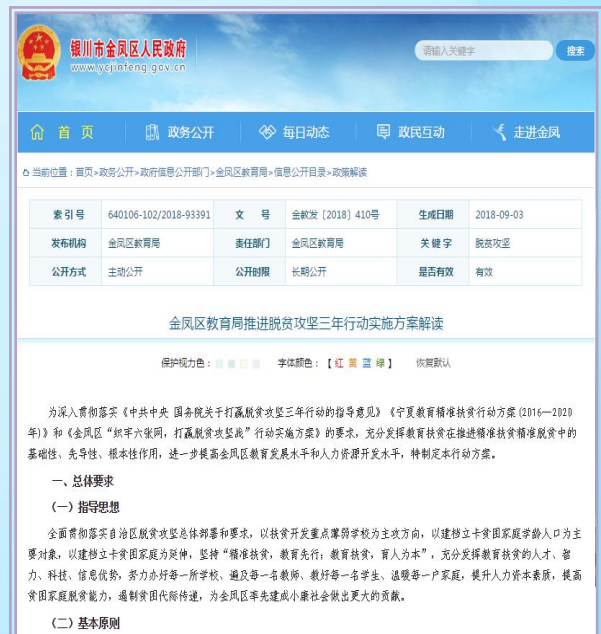 银川市金凤区人民政府
www.ycjinfeng.gov.cn
请输入关键字
搜索
首 页 政务公开 每日动态 政民互动 走进金凤
当前位置：首页>政务公开>政府信息公开部门>金凤区教育局>信息公开目录>政策解读
索引号 640106-102/2018-93391 文 号 金教发〔2018〕410号 生成日期 2018-09-03
发布机构 金凤区教育局 责任部门 金凤区教育局 关键字 脱贫攻坚
公开方式 主动公开 公开时限 长期公开 是否有效 有效
金凤区教育局推进脱贫攻坚三年行动实施方案解读
保护视力色： 字体颜色：【红 黄 蓝 绿】 恢复默认
为深入贯彻落实《中共中央 国务院关于打赢脱贫攻坚三年行动的指导意见》《宁夏教育精准扶贫行动方案(2016—2020
年)》和《金凤区“织牢六张网，打赢脱贫攻坚战”行动实施方案》的要求，充分发挥教育扶贫在推进精准扶贫精准脱贫中的
基础性、先导性、根本性作用，进一步提高金凤区教育发展水平和人力资源开发水平，特制定本行动方案。
一、总体要求
（一）指导思想
全面贯彻落实自治区脱贫攻坚总体部署和要求，以扶贫开发重点薄弱学校为主攻方向，以建档立卡贫困家庭学龄人口为主
要对象，以建档立卡贫困家庭为延伸，坚持“精准扶贫，教育先行；教育扶贫，育人为本”，充分发挥教育扶贫的人才、智
力、科技、信息优势，努力办好每一所学校、遍及每一名教师、教好每一名学生、温暖每一户家庭，提升人力资本素质，提高
贫困家庭脱贫能力，遏制贫困代际传递，为金凤区率先建成小康社会做出更大的贡献。
（二）基本原则